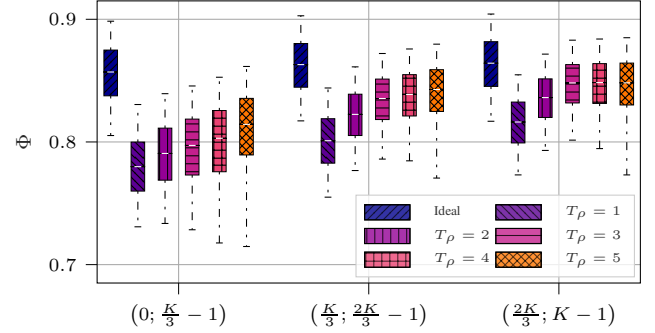 0.9
0.8
0.7
Φ
Ideal
T_ρ = 1
T_ρ = 2
T_ρ = 3
T_ρ = 4
T_ρ = 5
(0; K/3 − 1)
(K/3; 2K/3 − 1)
(2K/3; K − 1)